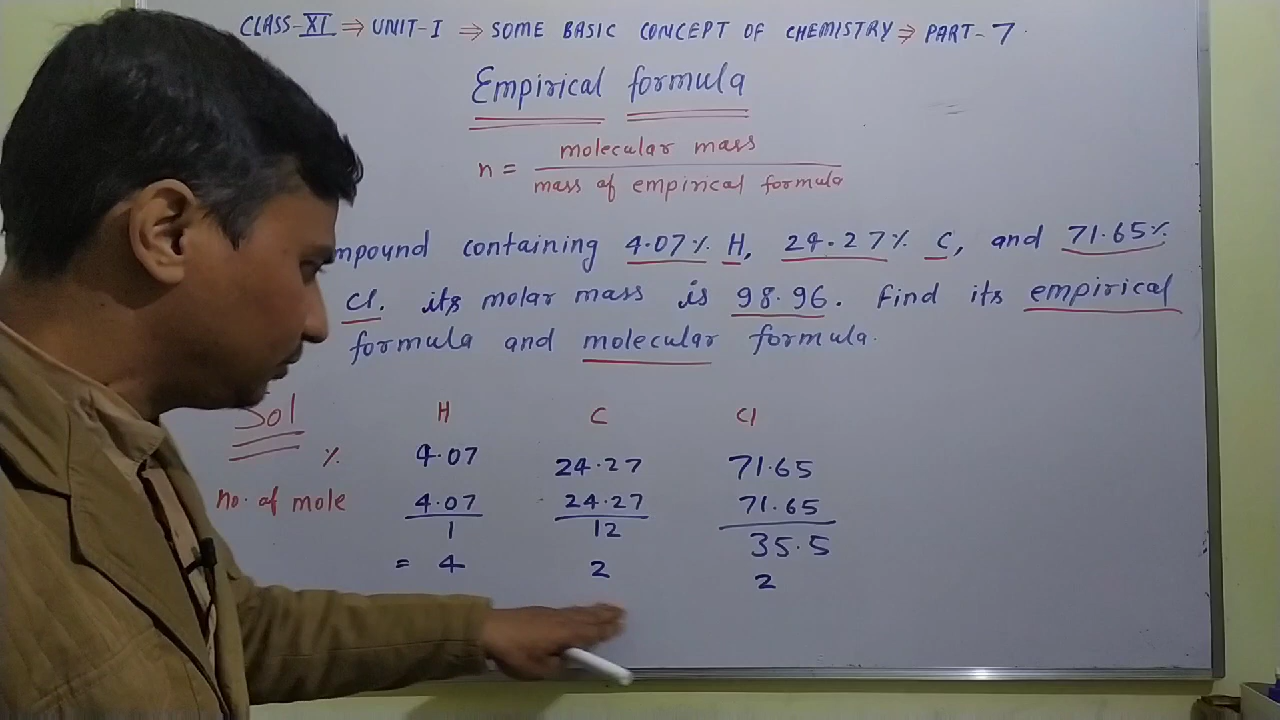 CLASS-XI ⇒ UNIT-I ⇒ SOME BASIC CONCEPT OF CHEMISTRY ⇒ PART-7
Empirical formula
n = molecular mass
mass of empirical formula
mpound containing 4.07% H, 24.27% C, and 71.65%
Cl. its molar mass is 98.96. Find its empirical
formula and molecular formula.
Sol H C Cl
% 4.07 24.27 71.65
no. of mole 4.07 24.27 71.65
1 12 35.5
= 4 2 2